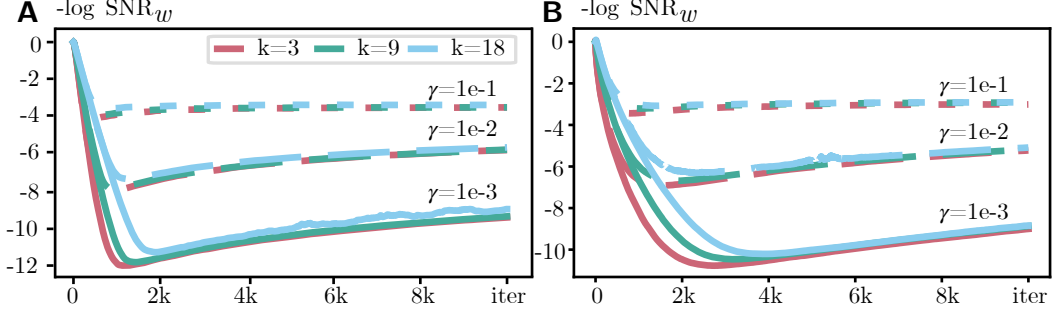 A -log SNR_w
0
-2
-4
-6
-8
-10
-12
k=3 k=9 k=18
γ=1e-1
γ=1e-2
γ=1e-3
0 2k 4k 6k 8k iter
B -log SNR_w
0
-2
-4
-6
-8
-10
γ=1e-1
γ=1e-2
γ=1e-3
0 2k 4k 6k 8k iter